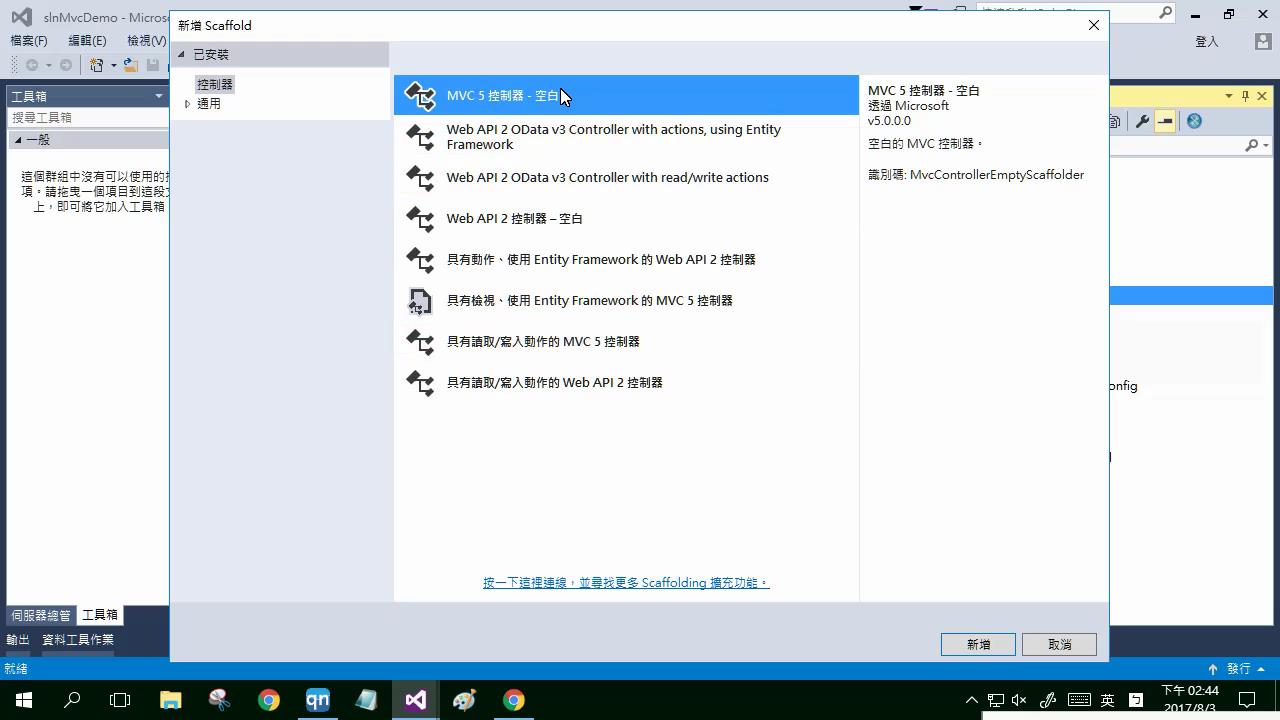 slnMvcDemo - Microso
檔案(F) 編輯(E) 檢視(V)
登入
工具箱
搜尋工具箱
一般
這個群組中沒有可以使用的
項。請拖曳一個項目到這段
上，即可將它加入工具箱
伺服器總管 工具箱
輸出 資料工具作業
就緒
發行
新增 Scaffold
已安裝
控制器
適用
MVC 5 控制器 - 空白
Web API 2 OData v3 Controller with actions, using Entity
Framework
Web API 2 OData v3 Controller with read/write actions
Web API 2 控制器 – 空白
具有動作、使用 Entity Framework 的 Web API 2 控制器
具有檢視、使用 Entity Framework 的 MVC 5 控制器
具有讀取/寫入動作的 MVC 5 控制器
具有讀取/寫入動作的 Web API 2 控制器
按一下這裡連線，並尋找更多 Scaffolding 擴充功能。
MVC 5 控制器 - 空白
透過 Microsoft
v5.0.0.0
空白的 MVC 控制器。
識別碼: MvcControllerEmptyScaffolder
新增 取消
onfig
qn
英
下午 02:44
2017/8/3